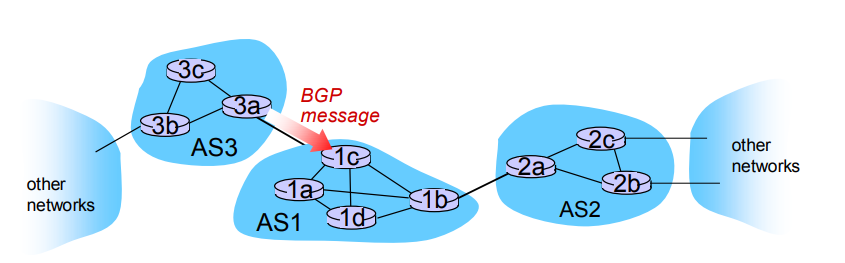 3c
BGP
message
3a
3b
AS3
other
networks
1c
1a
1b
1d
AS1
2c
2a
2b
AS2
other
networks